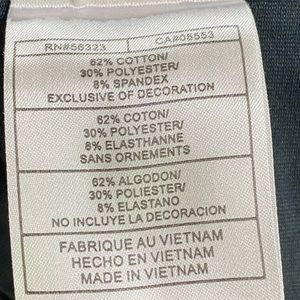 RN#56323 CA#05553
62% COTTON/
30% POLYESTER/
8% SPANDEX
EXCLUSIVE OF DECORATION
62% COTON/
30% POLYESTER/
8% ELASTHANNE
SANS ORNEMENTS
62% ALGODON/
30% POLIESTER/
8% ELASTANO
NO INCLUYE LA DECORACION
FABRIQUE AU VIETNAM
HECHO EN VIETNAM
MADE IN VIETNAM